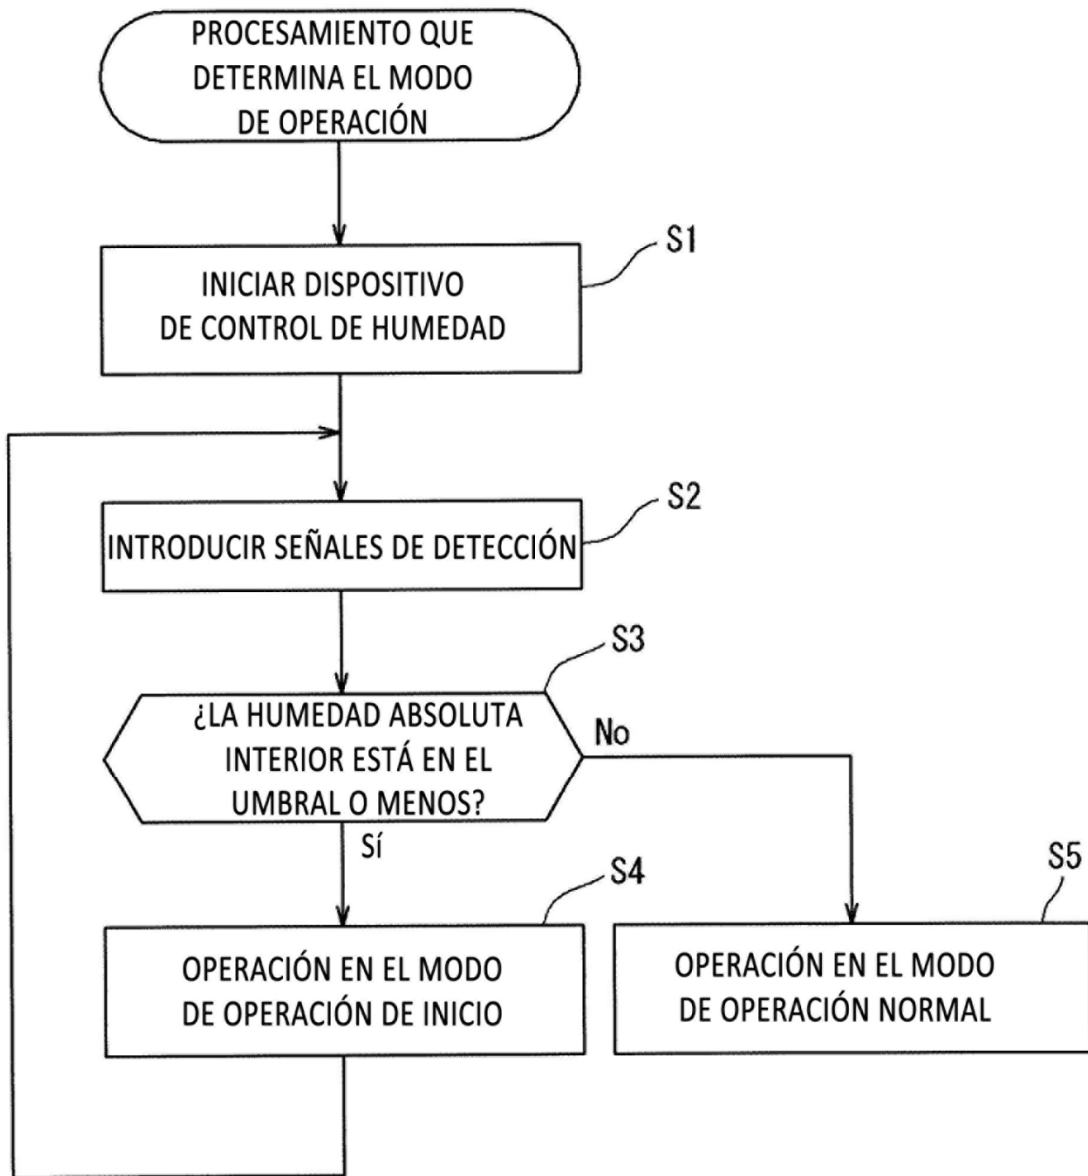 PROCESAMIENTO QUE
DETERMINA EL MODO
DE OPERACIÓN
S1
INICIAR DISPOSITIVO
DE CONTROL DE HUMEDAD
S2
INTRODUCIR SEÑALES DE DETECCIÓN
S3
¿LA HUMEDAD ABSOLUTA
INTERIOR ESTÁ EN EL
UMBRAL O MENOS?
No
Sí
S4
OPERACIÓN EN EL MODO
DE OPERACIÓN DE INICIO
S5
OPERACIÓN EN EL MODO
DE OPERACIÓN NORMAL